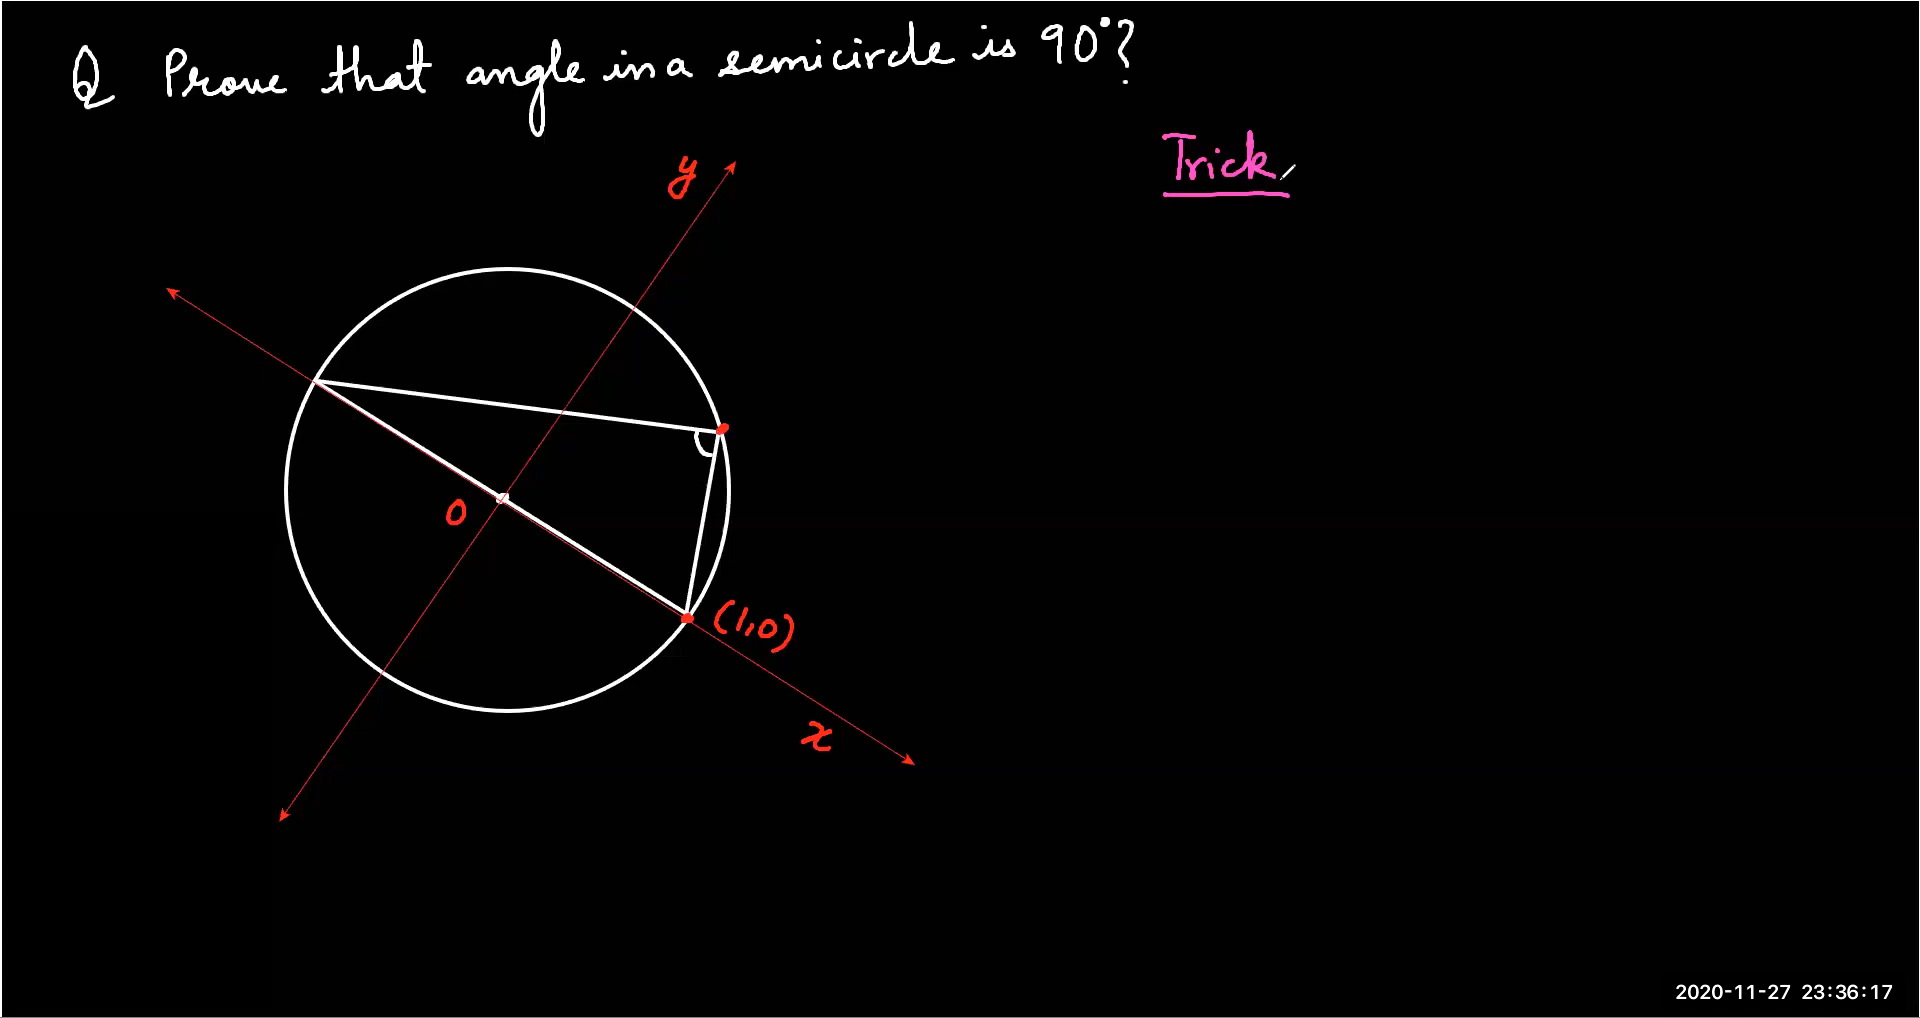 Q Prove that angle in a semicircle is 90°?
Trick
y
O
(1,0)
x
2020-11-27 23:36:17